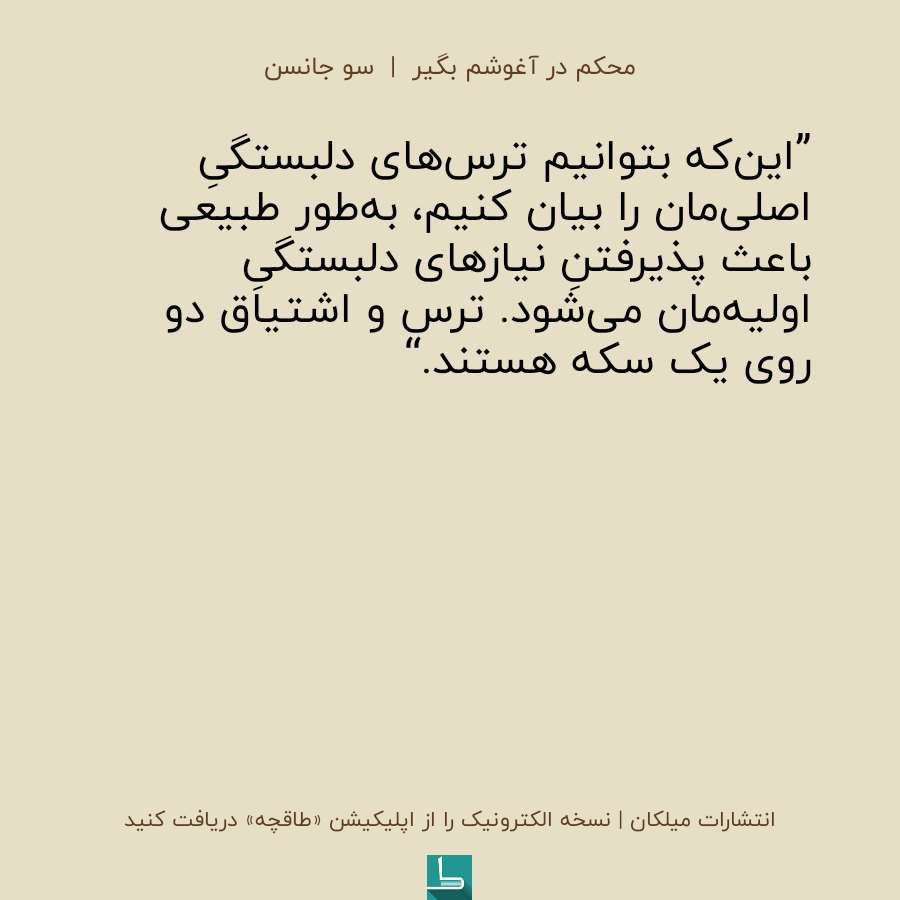 محکم در آغوشم بگیر | سو جانسن
”این‌که بتوانیم ترس‌های دلبستگیِ
اصلی‌مان را بیان کنیم، به‌طور طبیعی
باعث پذیرفتنِ نیازهای دلبستگیِ
اولیه‌مان می‌شود. ترس و اشتیاق دو
روی یک سکه هستند.“
انتشارات میلکان | نسخه الکترونیک را از اپلیکیشن «طاقچه» دریافت کنید